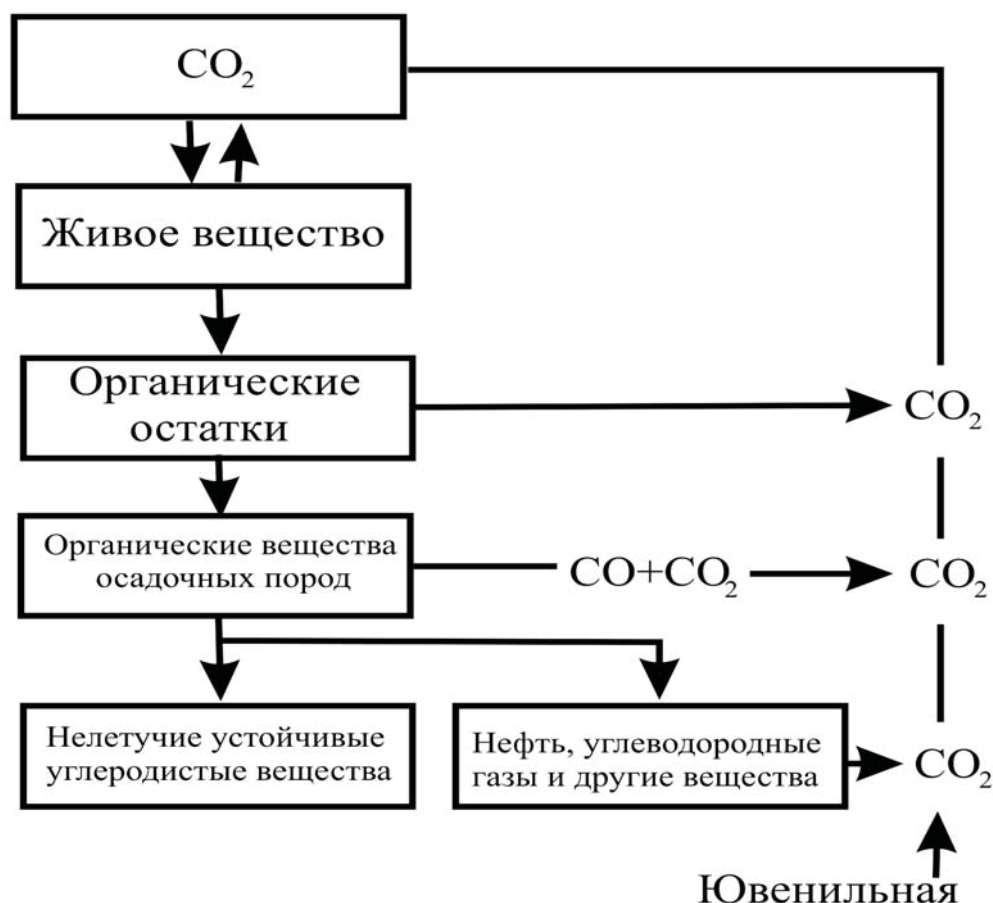 CO₂
Живое вещество
Органические
остатки
CO₂
Органические вещества
осадочных пород
CO+CO₂
CO₂
Нелетучие устойчивые
углеродистые вещества
Нефть, углеводородные
газы и другие вещества
CO₂
Ювенильная